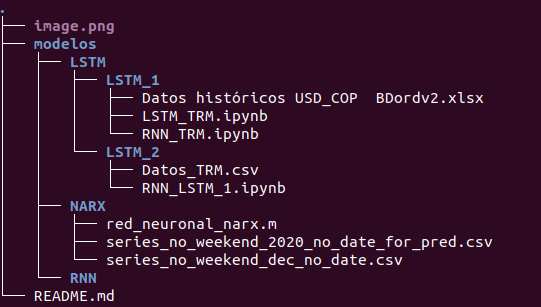 .
image.png
modelos
LSTM
LSTM_1
Datos históricos USD_COP  BDordv2.xlsx
LSTM_TRM.ipynb
RNN_TRM.ipynb
LSTM_2
Datos_TRM.csv
RNN_LSTM_1.ipynb
NARX
red_neuronal_narx.m
series_no_weekend_2020_no_date_for_pred.csv
series_no_weekend_dec_no_date.csv
RNN
README.md